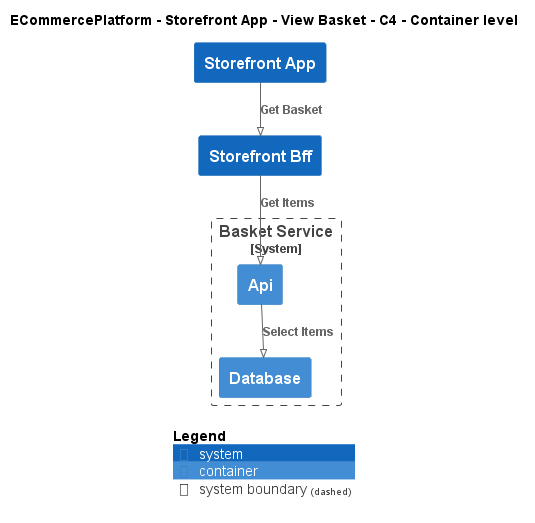 ECommercePlatform - Storefront App - View Basket - C4 - Container level
Storefront App
Get Basket
Storefront Bff
Get Items
Basket Service
[System]
Api
Select Items
Database
Legend
system
container
system boundary (dashed)